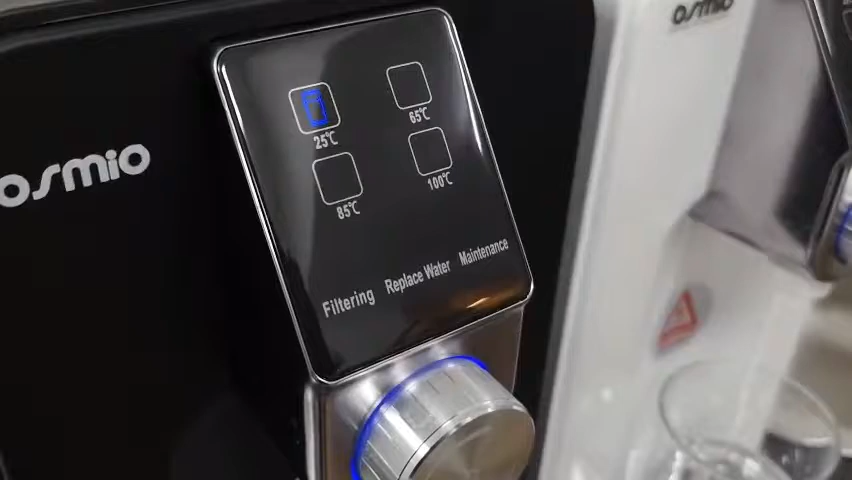 osmio
osmio
25℃
65℃
85℃
100℃
Filtering
Replace Water
Maintenance